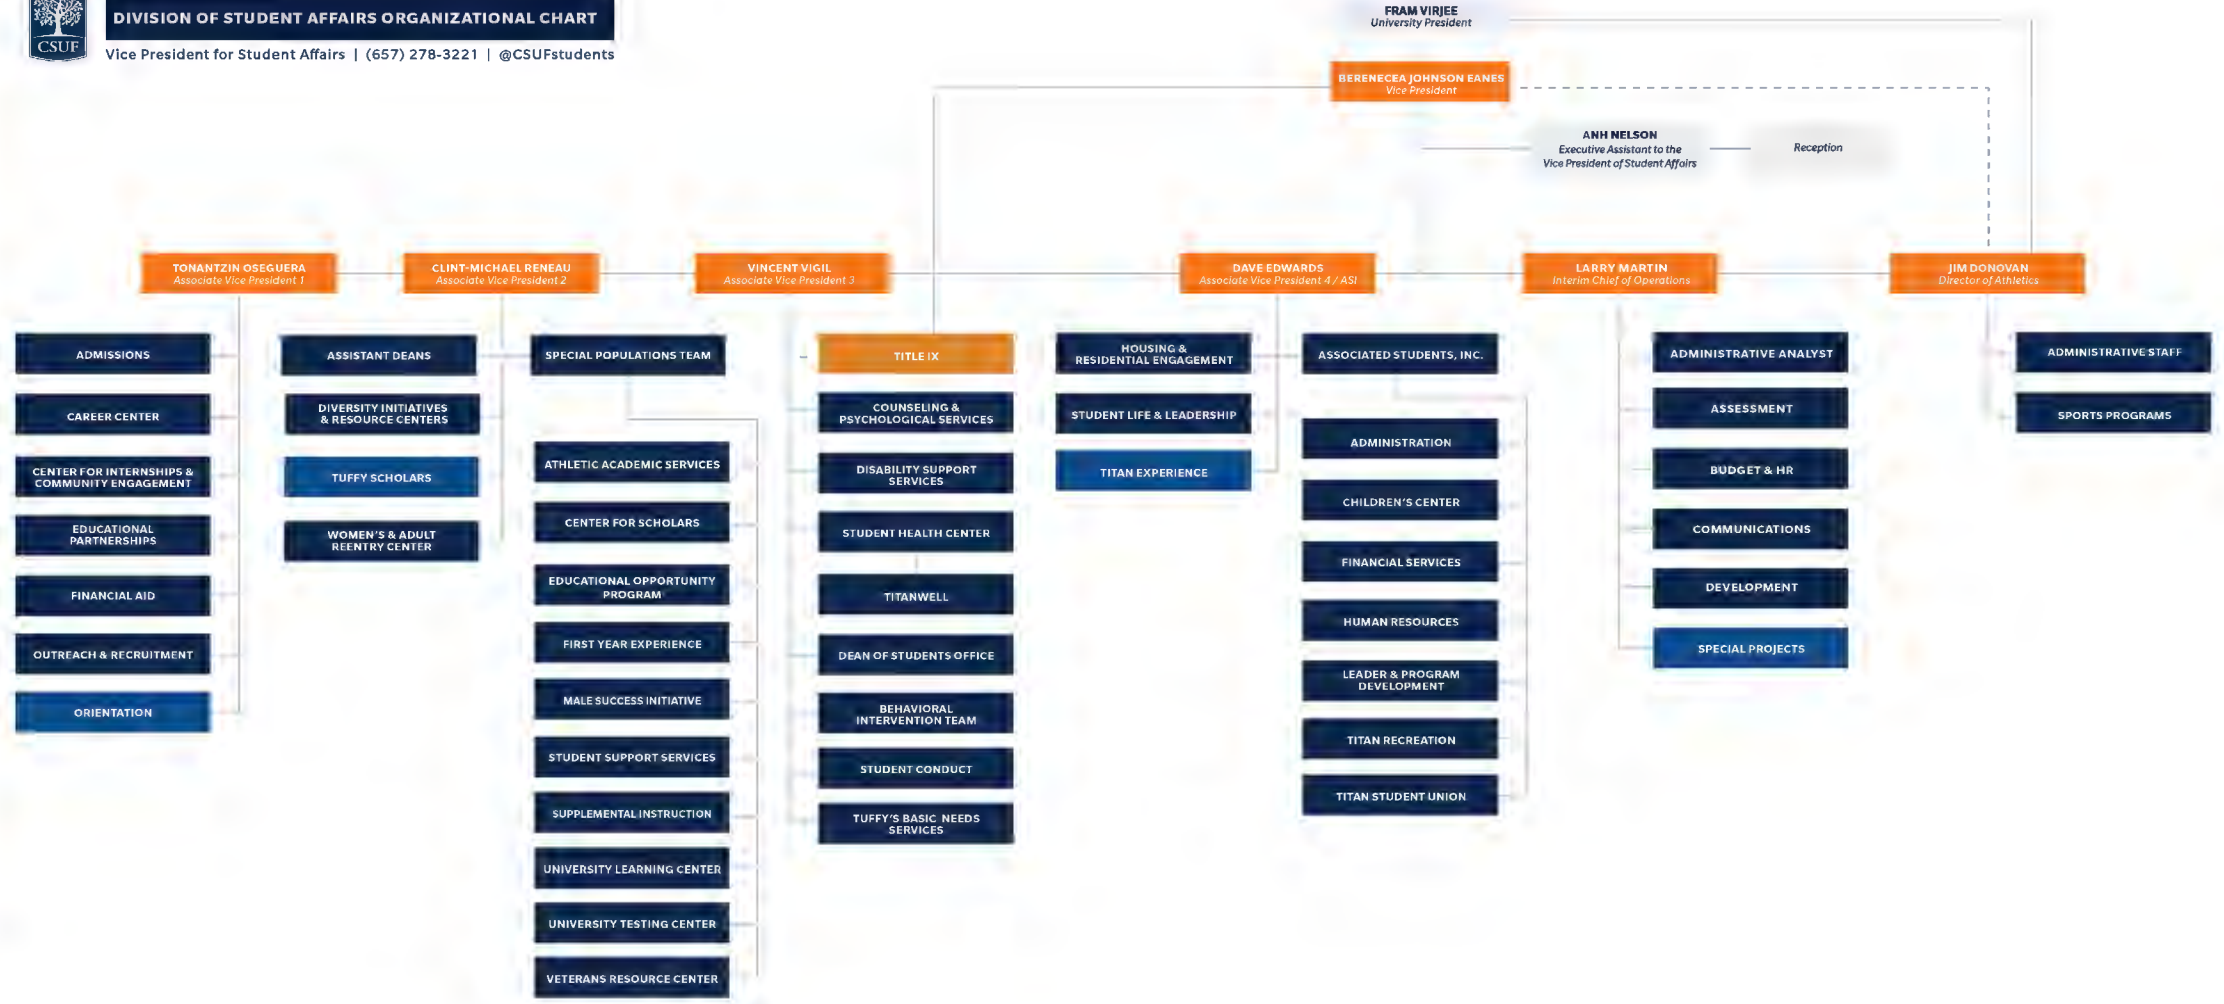 CSUF
DIVISION OF STUDENT AFFAIRS ORGANIZATIONAL CHART
Vice President for Student Affairs | (657) 278-3221 | @CSUFstudents
FRAM VIRJEE
University President
BERENECEA JOHNSON EANES
Vice President
ANH NELSON
Executive Assistant to the
Vice President of Student Affairs
Reception
TONANTZIN OSEGUERA
Associate Vice President 1
CLINT-MICHAEL RENEAU
Associate Vice President 2
VINCENT VIGIL
Associate Vice President 3
DAVE EDWARDS
Associate Vice President 4 / ASI
LARRY MARTIN
Interim Chief of Operations
JIM DONOVAN
Director of Athletics
ADMISSIONS
CAREER CENTER
CENTER FOR INTERNSHIPS &
COMMUNITY ENGAGEMENT
EDUCATIONAL
PARTNERSHIPS
FINANCIAL AID
OUTREACH & RECRUITMENT
ORIENTATION
ASSISTANT DEANS
DIVERSITY INITIATIVES
& RESOURCE CENTERS
TUFFY SCHOLARS
WOMEN'S & ADULT
REENTRY CENTER
SPECIAL POPULATIONS TEAM
ATHLETIC ACADEMIC SERVICES
CENTER FOR SCHOLARS
EDUCATIONAL OPPORTUNITY
PROGRAM
FIRST YEAR EXPERIENCE
MALE SUCCESS INITIATIVE
STUDENT SUPPORT SERVICES
SUPPLEMENTAL INSTRUCTION
UNIVERSITY LEARNING CENTER
UNIVERSITY TESTING CENTER
VETERANS RESOURCE CENTER
TITLE IX
COUNSELING &
PSYCHOLOGICAL SERVICES
DISABILITY SUPPORT
SERVICES
STUDENT HEALTH CENTER
TITANWELL
DEAN OF STUDENTS OFFICE
BEHAVIORAL
INTERVENTION TEAM
STUDENT CONDUCT
TUFFY'S BASIC NEEDS
SERVICES
HOUSING &
RESIDENTIAL ENGAGEMENT
STUDENT LIFE & LEADERSHIP
TITAN EXPERIENCE
ASSOCIATED STUDENTS, INC.
ADMINISTRATION
CHILDREN'S CENTER
FINANCIAL SERVICES
HUMAN RESOURCES
LEADER & PROGRAM
DEVELOPMENT
TITAN RECREATION
TITAN STUDENT UNION
ADMINISTRATIVE ANALYST
ASSESSMENT
BUDGET & HR
COMMUNICATIONS
DEVELOPMENT
SPECIAL PROJECTS
ADMINISTRATIVE STAFF
SPORTS PROGRAMS